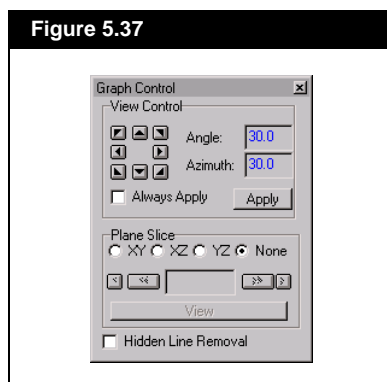 Figure 5.37
Graph Control
View Control
Angle: 30.0
Azimuth: 30.0
Always Apply Apply
Plane Slice
XY XZ YZ None
< << >> >
View
Hidden Line Removal